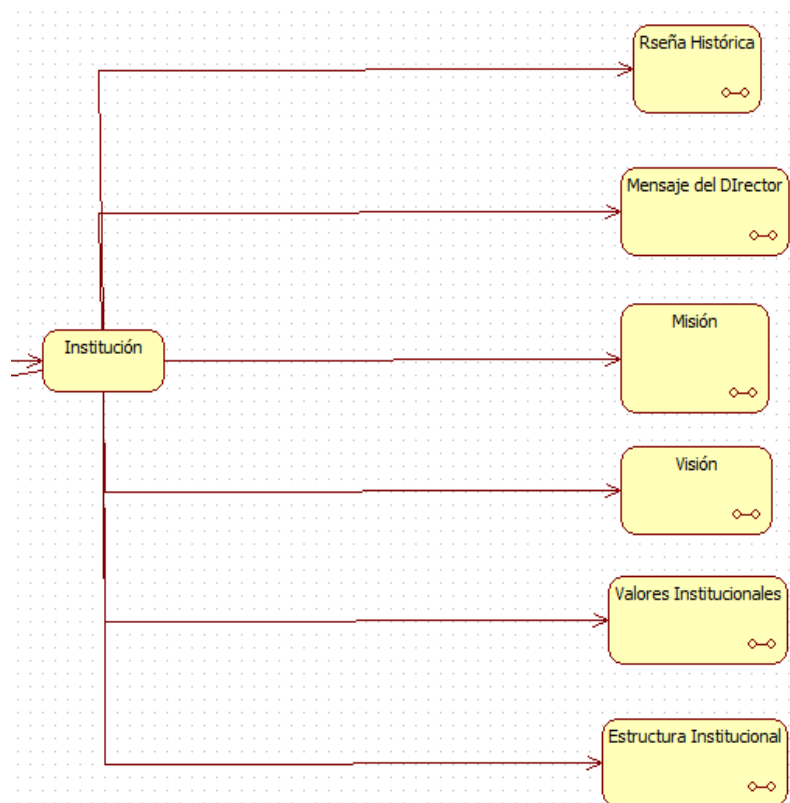 Rseña Histórica
Mensaje del DIrector
Misión
Institución
Visión
Valores Institucionales
Estructura Institucional